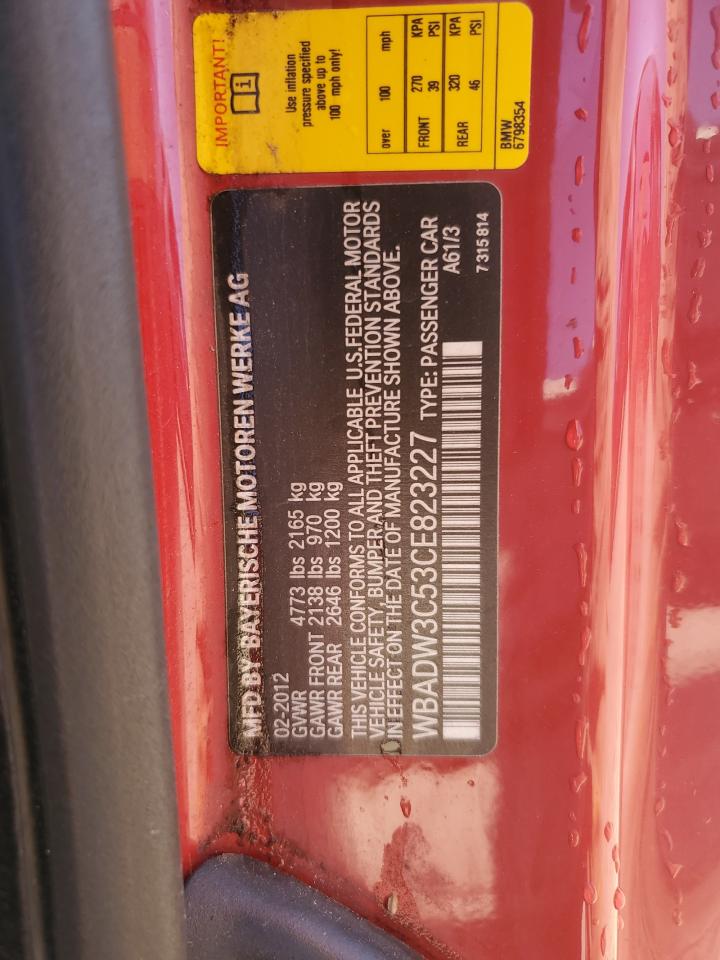 IMPORTANT!
Use inflation
pressure specified
above up to
100 mph only!
over 100 mph
FRONT 270 KPA
39 PSI
REAR 320 KPA
46 PSI
BMW
6798354
MFD BY BAYERISCHE MOTOREN WERKE AG
02-2012
GVWR 4773 lbs 2165 kg
GAWR FRONT 2138 lbs 970 kg
GAWR REAR 2646 lbs 1200 kg
THIS VEHICLE CONFORMS TO ALL APPLICABLE U.S.FEDERAL MOTOR
VEHICLE SAFETY, BUMPER AND THEFT PREVENTION STANDARDS
IN EFFECT ON THE DATE OF MANUFACTURE SHOWN ABOVE.
WBADW3C53CE823227 TYPE: PASSENGER CAR
A61/3
7 315 814